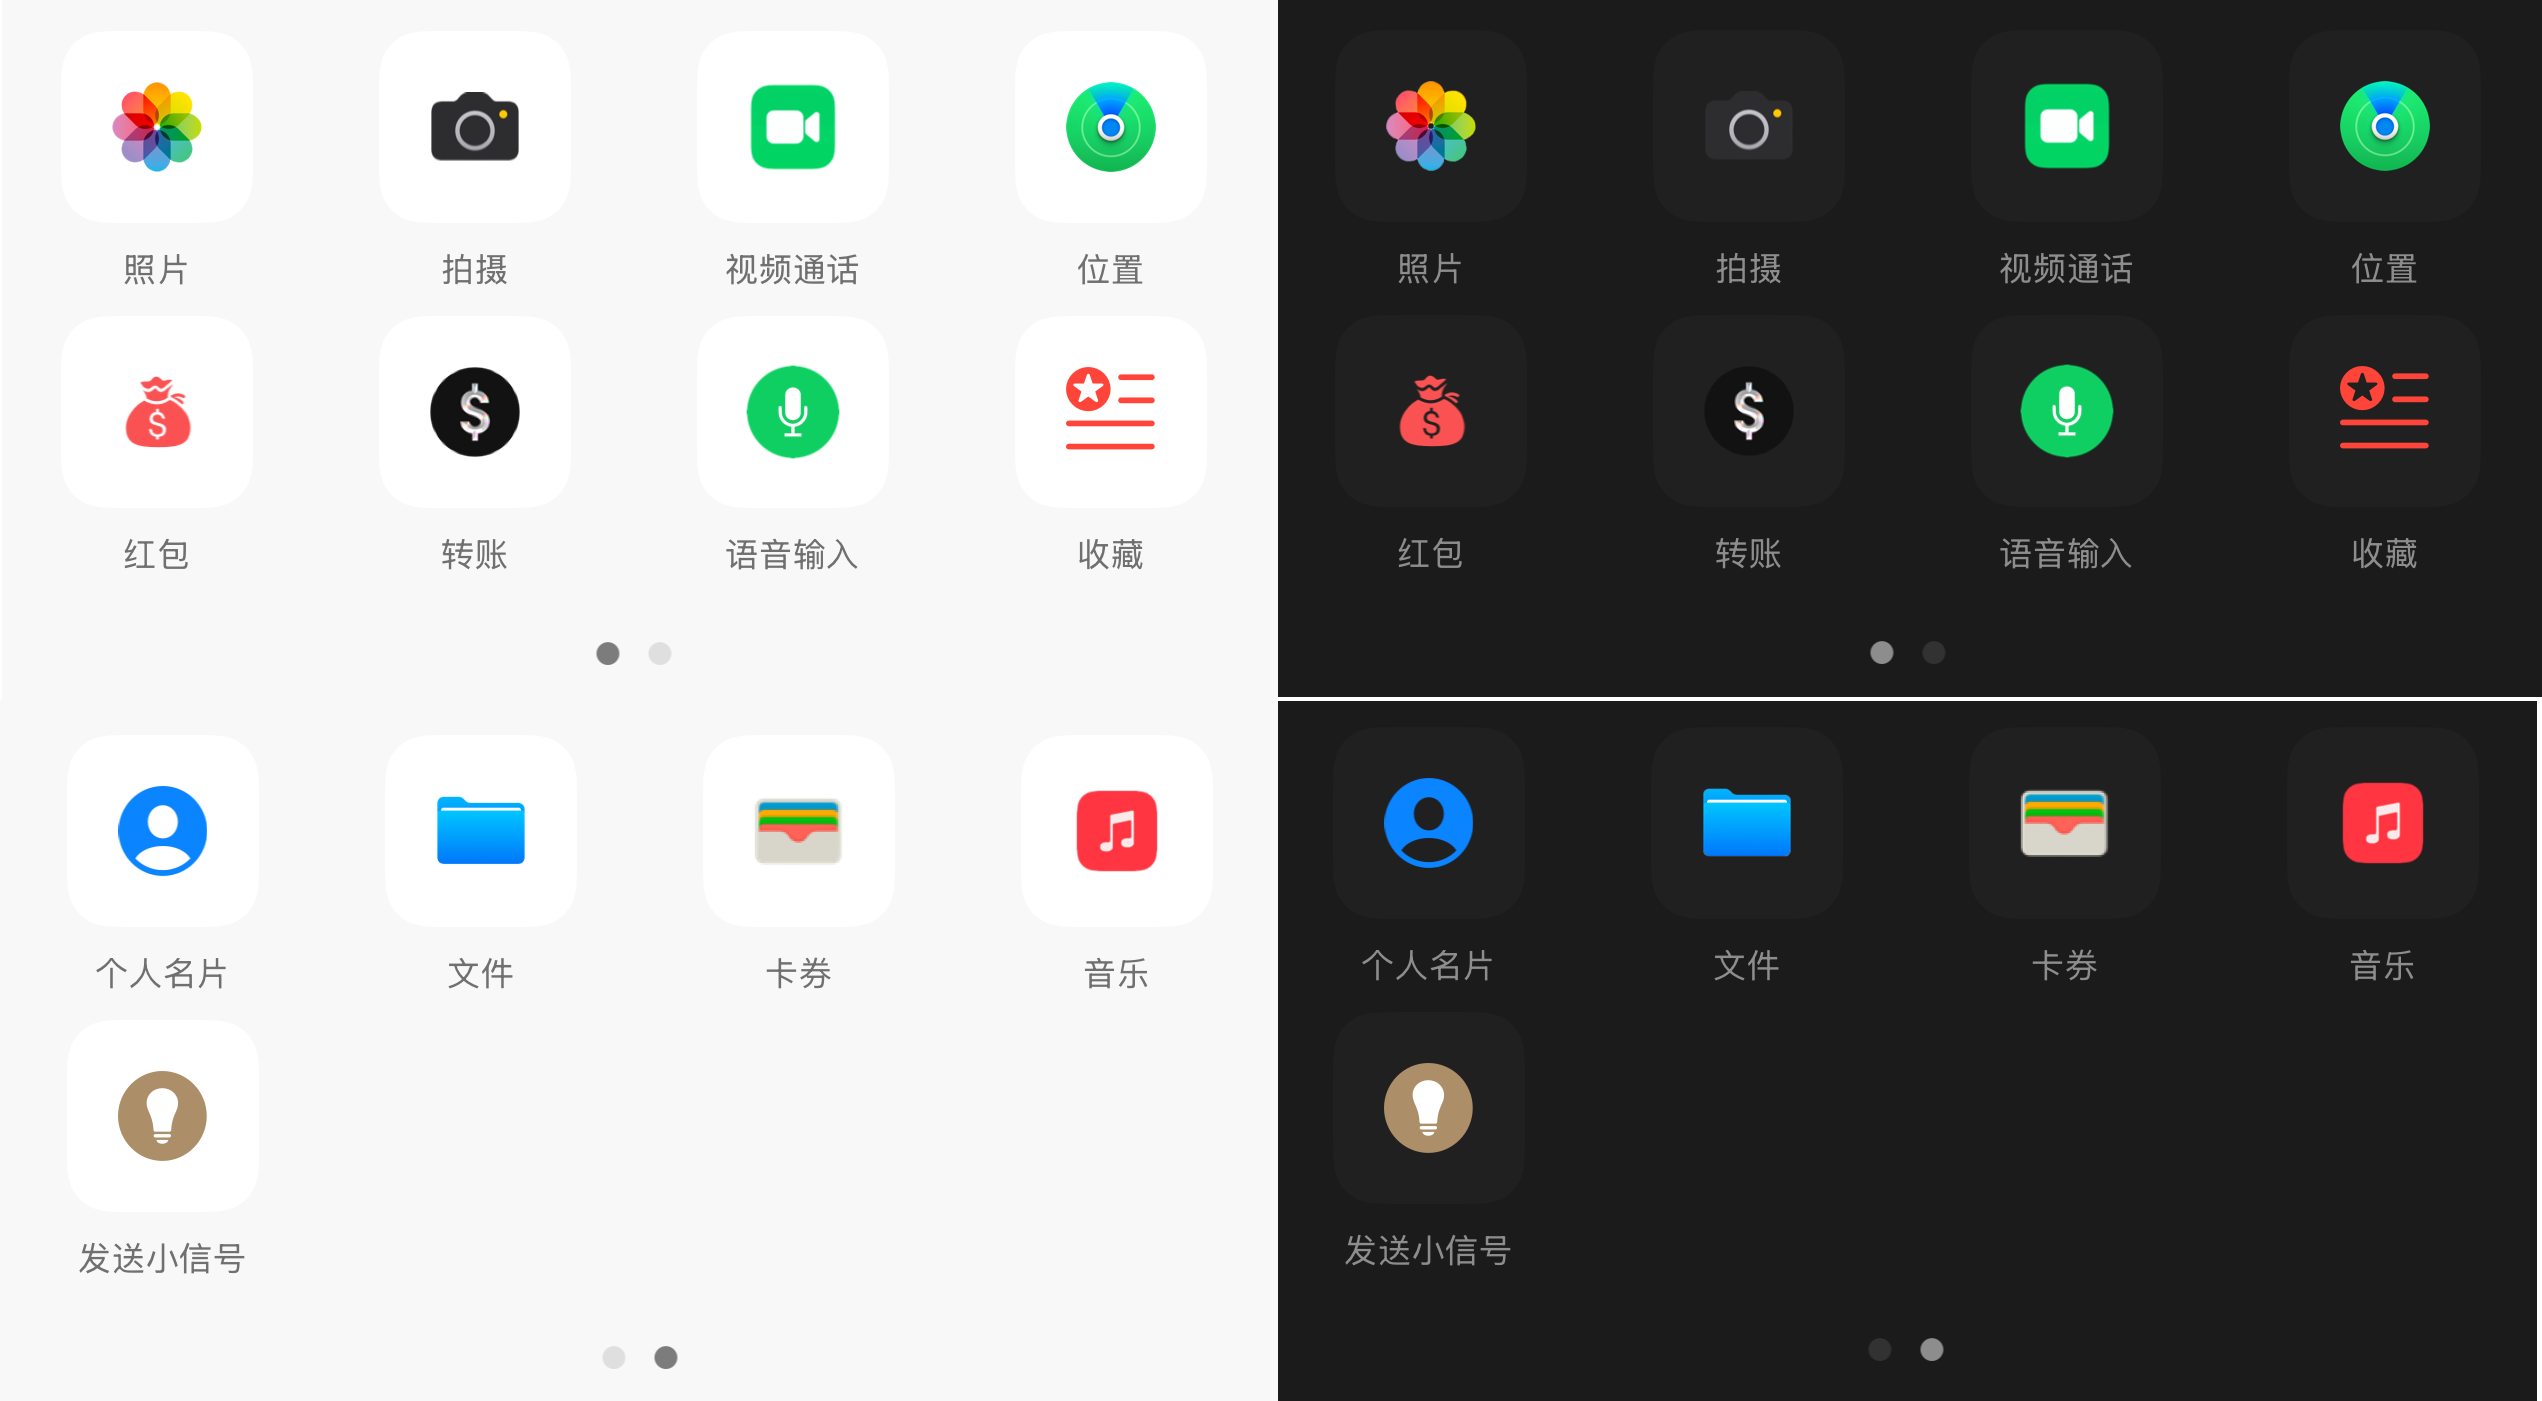 照片 拍摄 视频通话 位置 照片 拍摄 视频通话 位置
$ $ $ $
红包 转账 语音输入 收藏 红包 转账 语音输入 收藏
个人名片 文件 卡券 音乐 个人名片 文件 卡券 音乐
发送小信号 发送小信号